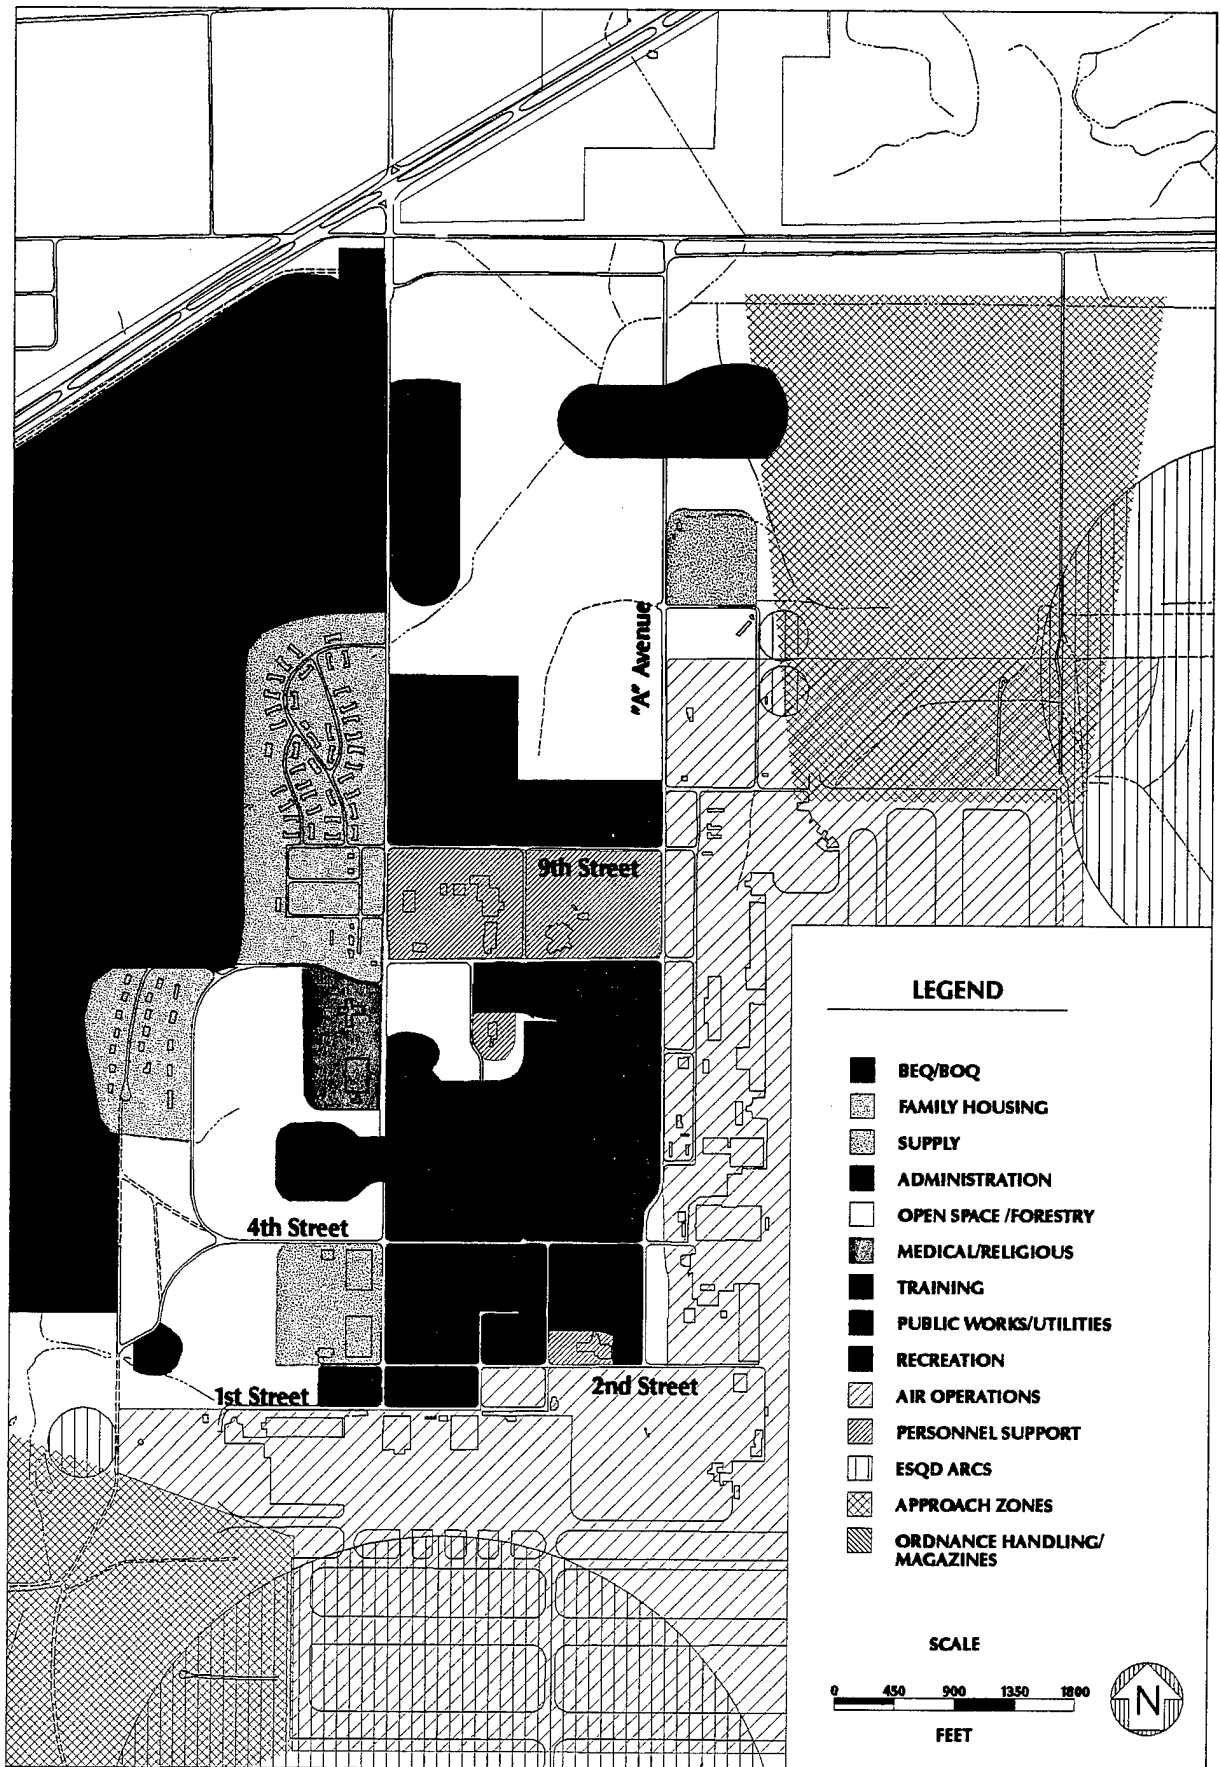 "A" Avenue
9th Street
4th Street
1st Street
2nd Street
LEGEND
BEQ/BOQ
FAMILY HOUSING
SUPPLY
ADMINISTRATION
OPEN SPACE /FORESTRY
MEDICAL/RELIGIOUS
TRAINING
PUBLIC WORKS/UTILITIES
RECREATION
AIR OPERATIONS
PERSONNEL SUPPORT
ESQD ARCS
APPROACH ZONES
ORDNANCE HANDLING/
MAGAZINES
SCALE
0 450 900 1350 1800
FEET
N